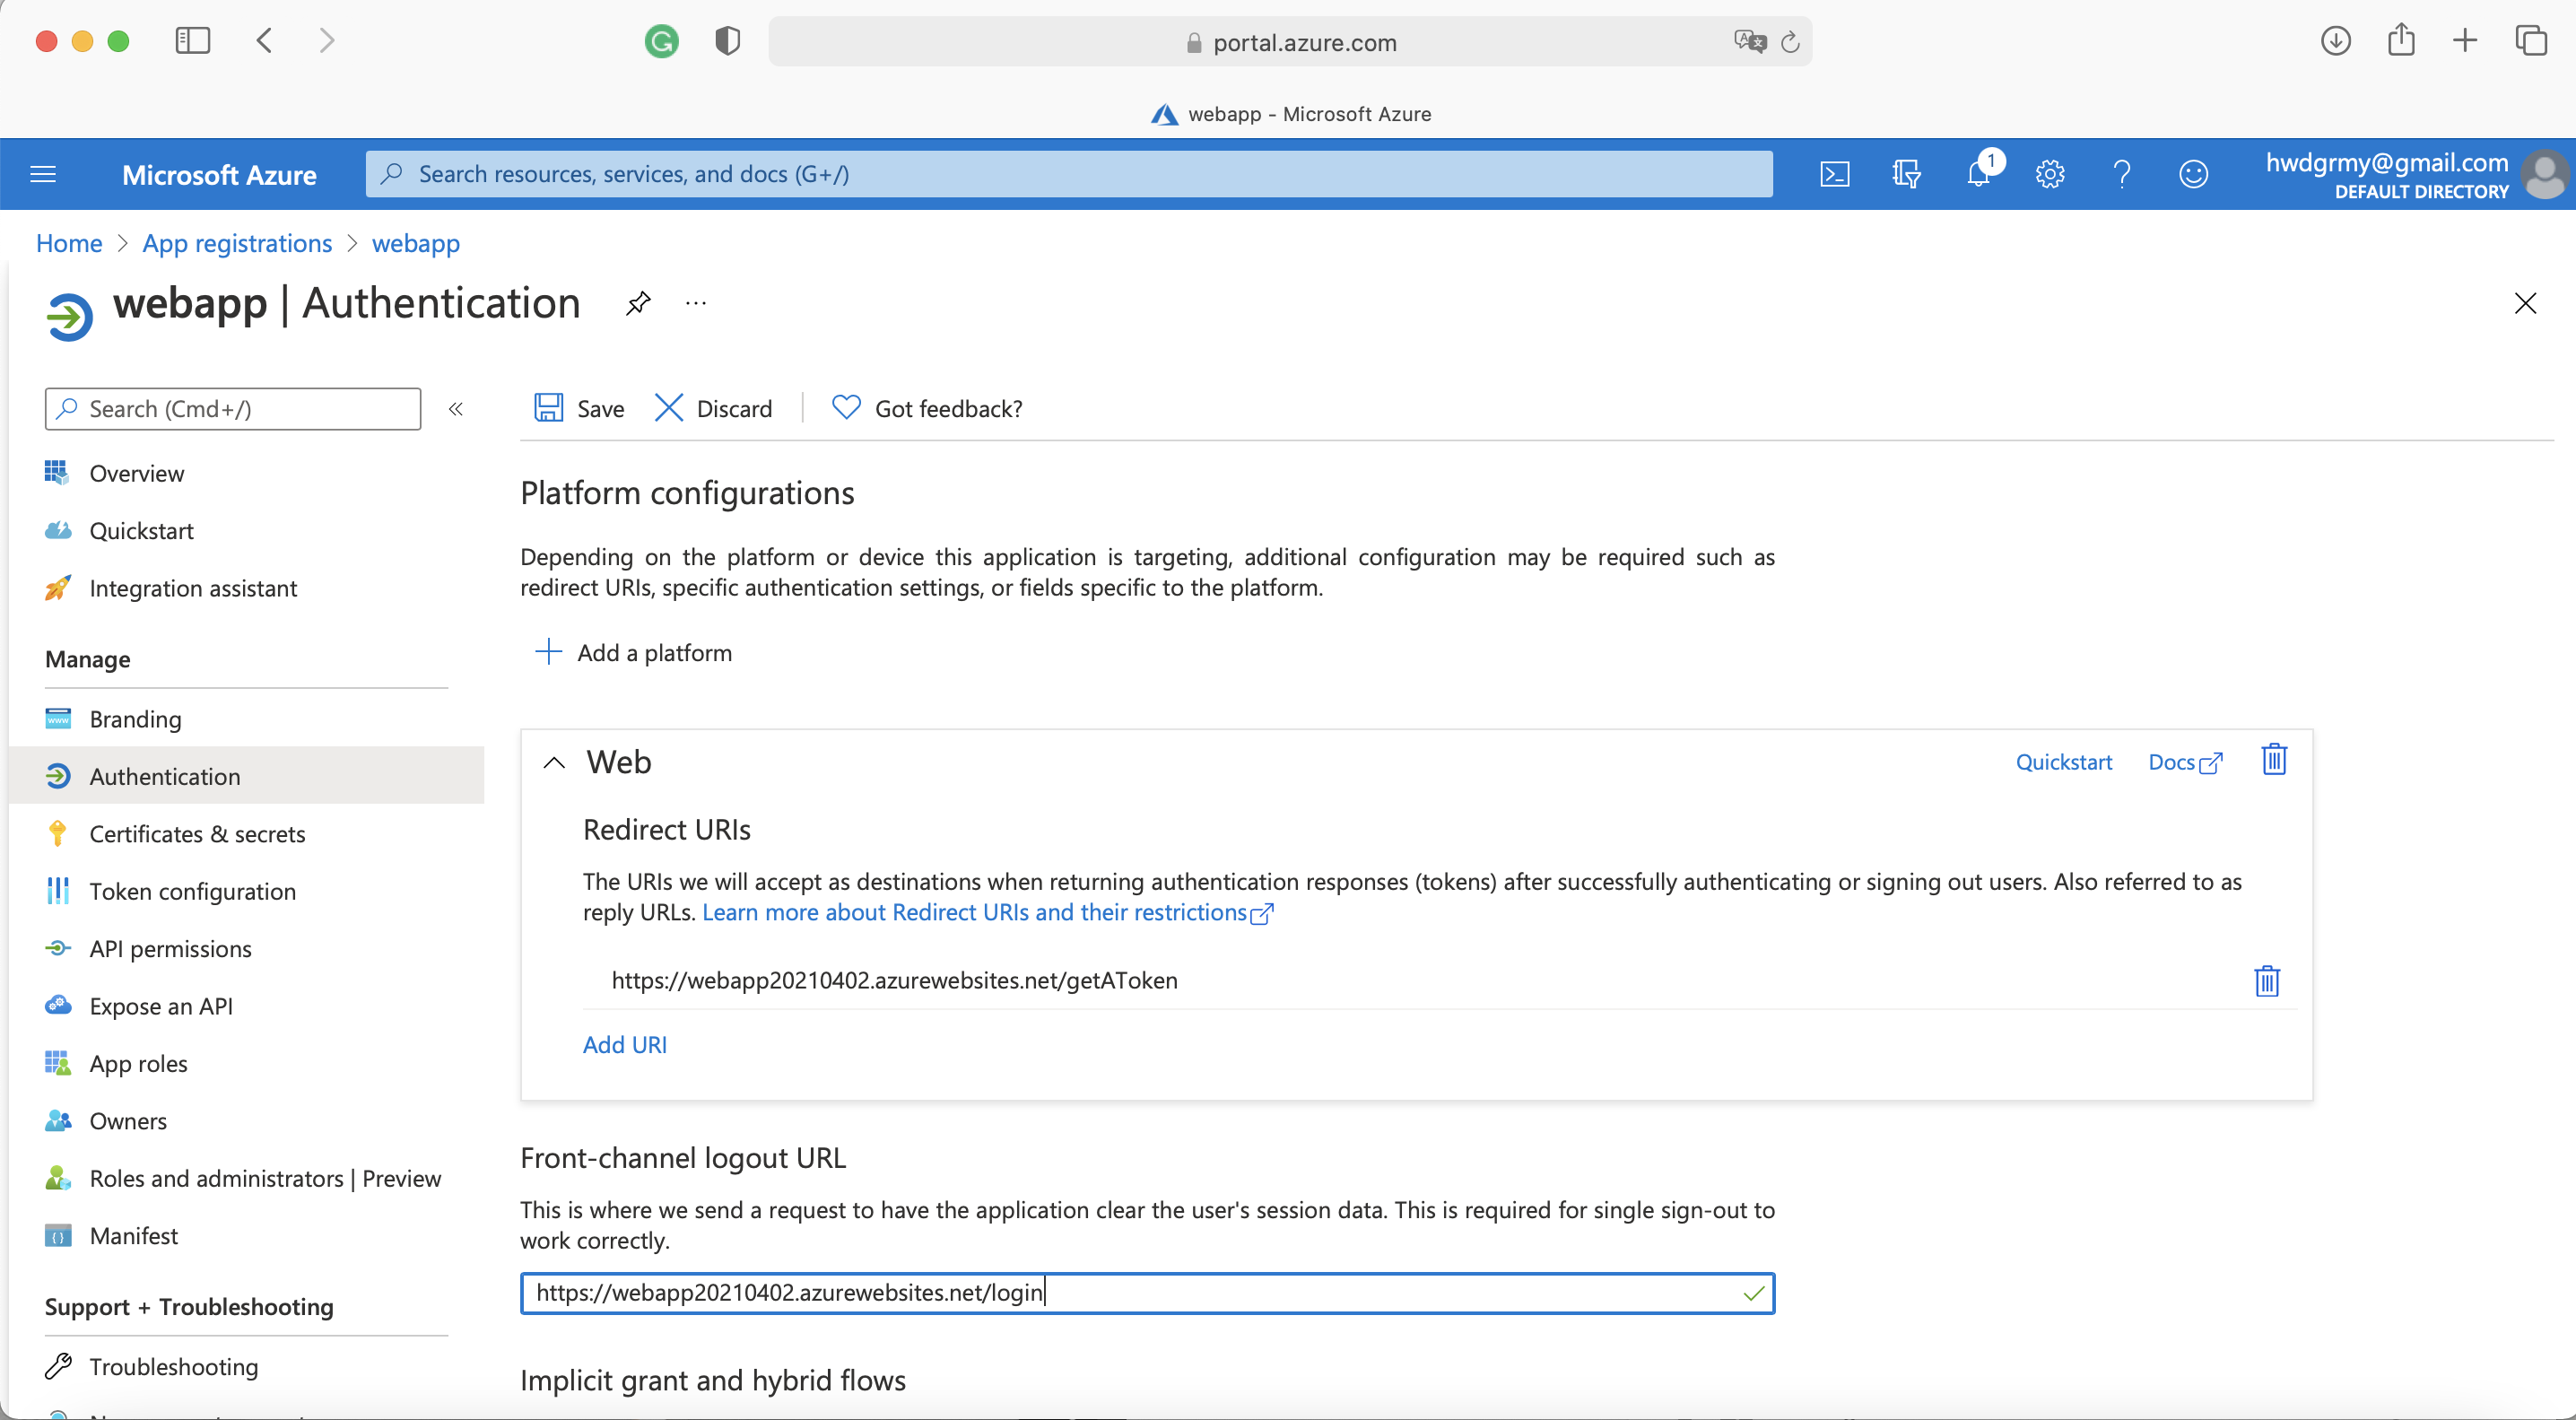 portal.azure.com
webapp - Microsoft Azure
Microsoft Azure
Search resources, services, and docs (G+/)
1
hwdgrmy@gmail.com
DEFAULT DIRECTORY
Home > App registrations > webapp
webapp | Authentication
Search (Cmd+/)
Save
Discard
Got feedback?
Overview
Quickstart
Integration assistant
Manage
Branding
Authentication
Certificates & secrets
Token configuration
API permissions
Expose an API
App roles
Owners
Roles and administrators | Preview
Manifest
Support + Troubleshooting
Troubleshooting
Platform configurations
Depending on the platform or device this application is targeting, additional configuration may be required such as
redirect URIs, specific authentication settings, or fields specific to the platform.
Add a platform
Web
Quickstart
Docs
Redirect URIs
The URIs we will accept as destinations when returning authentication responses (tokens) after successfully authenticating or signing out users. Also referred to as
reply URLs. Learn more about Redirect URIs and their restrictions
https://webapp20210402.azurewebsites.net/getAToken
Add URI
Front-channel logout URL
This is where we send a request to have the application clear the user's session data. This is required for single sign-out to
work correctly.
https://webapp20210402.azurewebsites.net/login
Implicit grant and hybrid flows